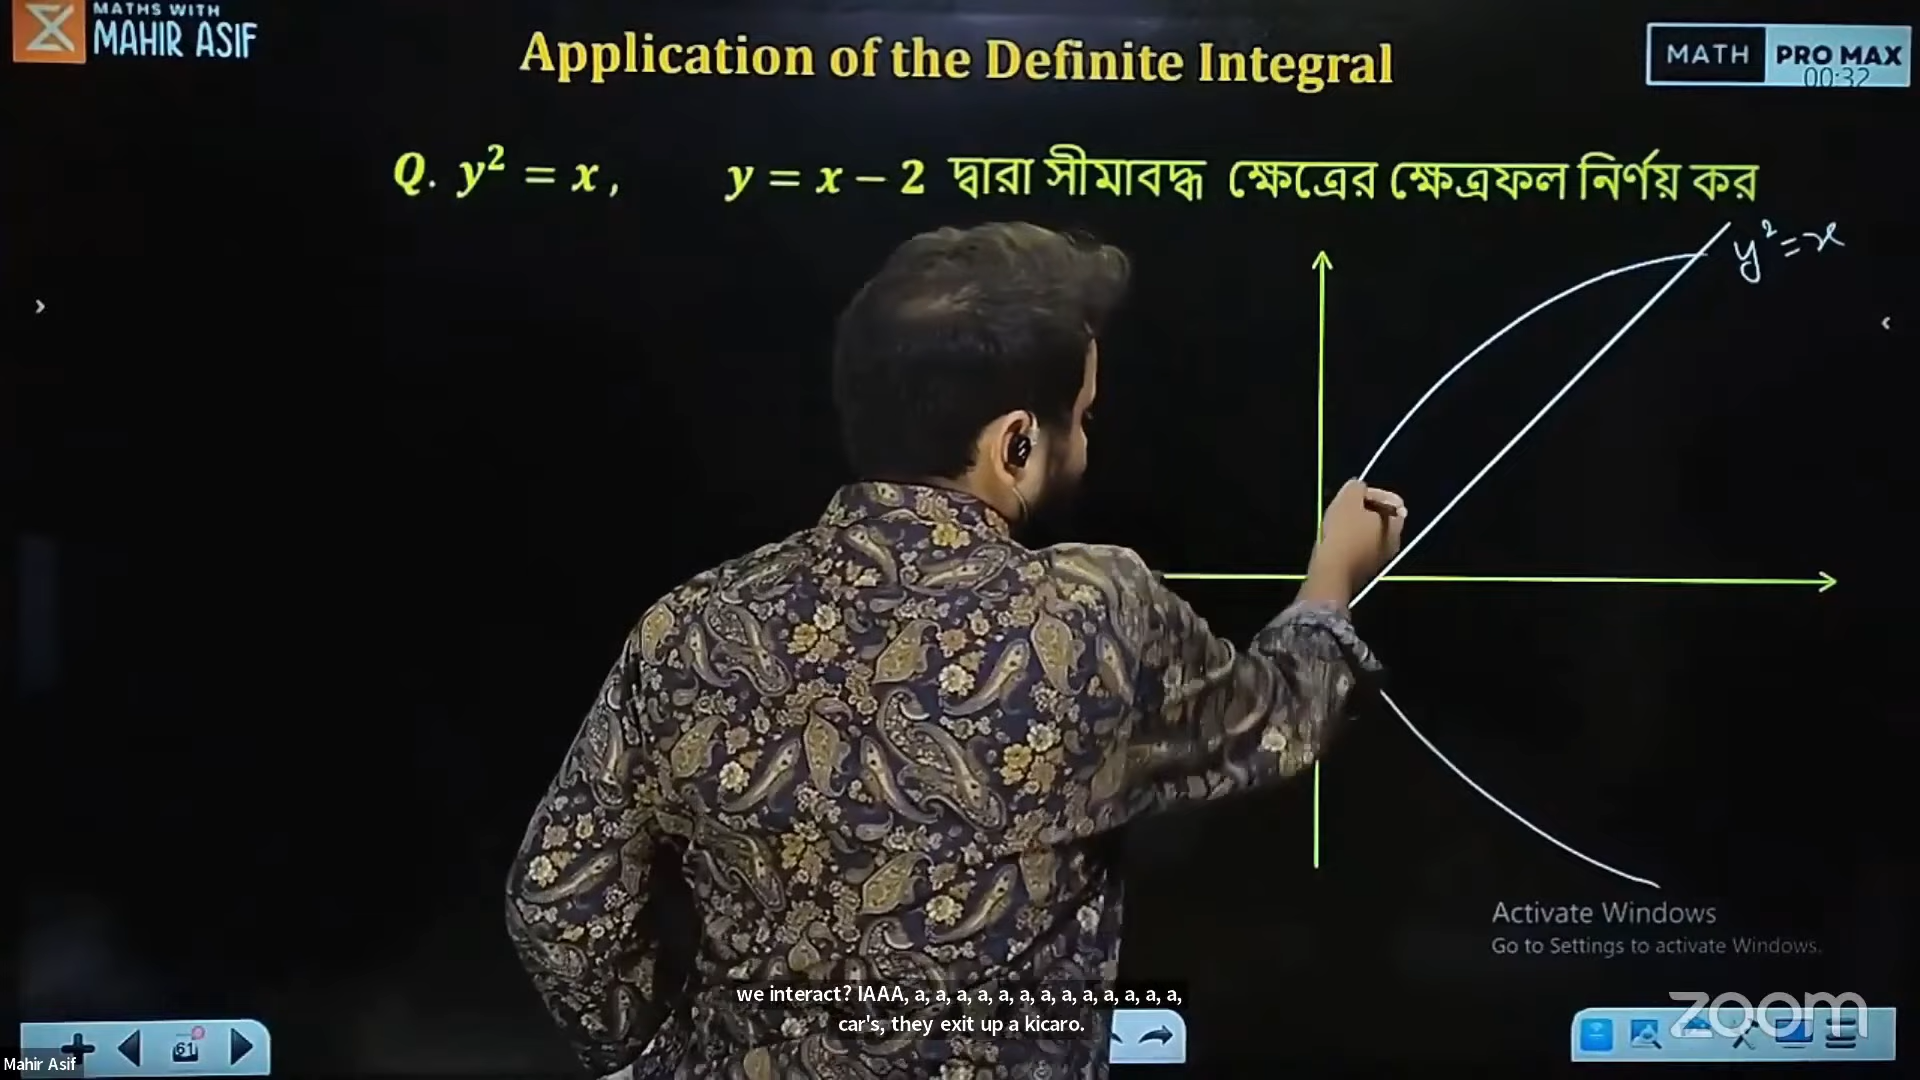 MATHS WITH
MAHIR ASIF
Application of the Definite Integral
MATH PRO MAX
00:32
Q. y² = x, y = x − 2 দ্বারা সীমাবদ্ধ ক্ষেত্রের ক্ষেত্রফল নির্ণয় কর
y² = x
Activate Windows
Go to Settings to activate Windows.
we interact? IAAA, a, a, a, a, a, a, a, a, a, a, a, a, a,
car's, they exit up a kicaro.
zoom
61
Mahir Asif